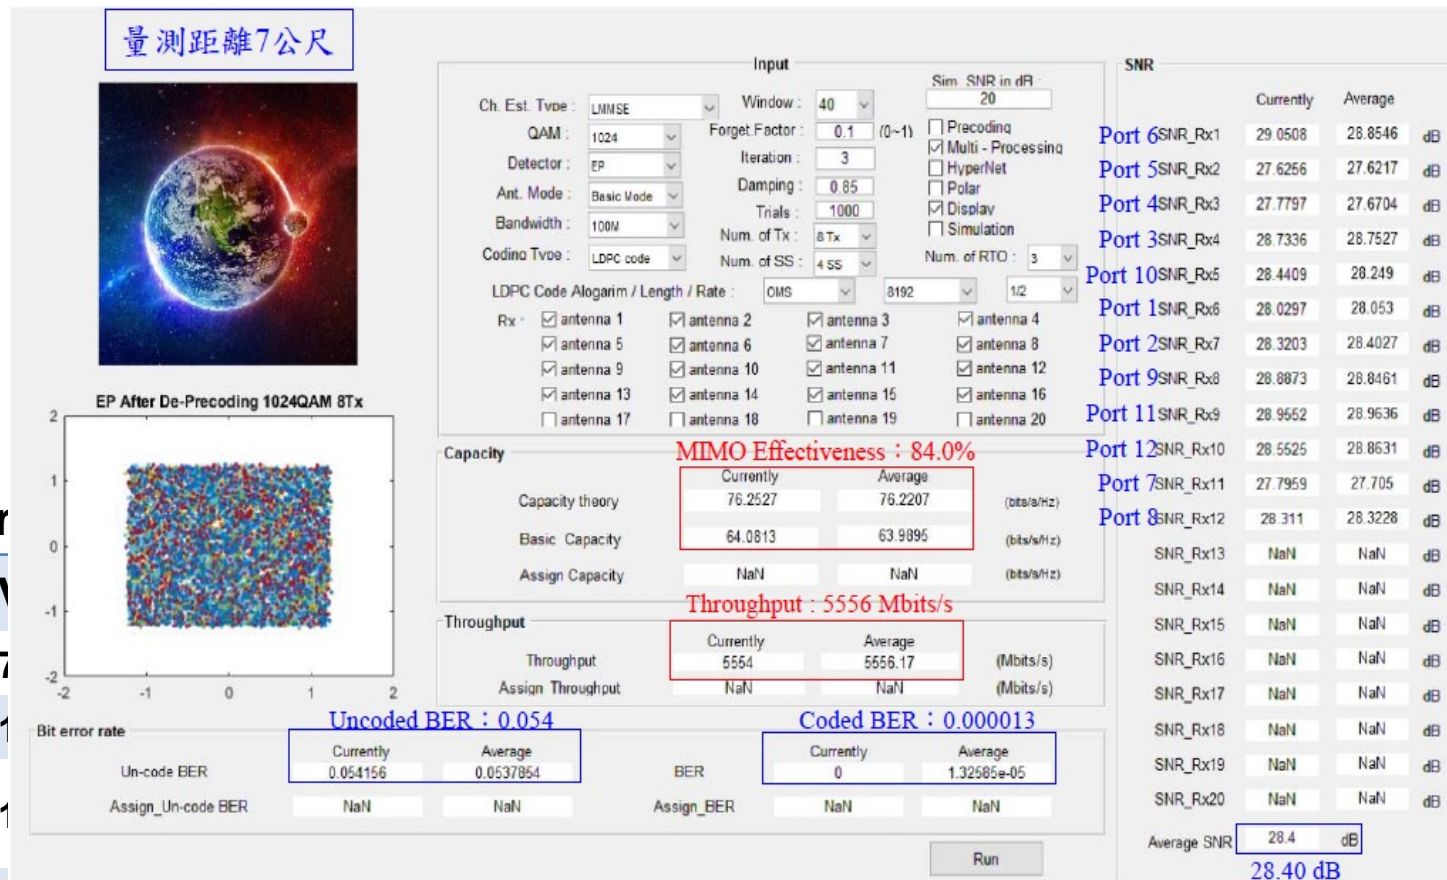 量測距離7公尺
Input
Ch. Est. Type : LMMSE Window : 40 Sim. SNR in dB : 20
QAM : 1024 Forget.Factor : 0.1 (0~1) Precoding
Multi - Processing
Detector : EP Iteration : 3 HyperNet
Ant. Mode : Basic Mode Damping : 0.85 Polar
Trials : 1000 Display
Bandwidth : 100M Num. of Tx : 8 Tx Simulation
Coding Type : LDPC code Num. of SS : 4 SS Num. of RTO : 3
LDPC Code Alogarim / Length / Rate : OMS 8192 1/2
Rx : antenna 1 antenna 2 antenna 3 antenna 4
antenna 5 antenna 6 antenna 7 antenna 8
antenna 9 antenna 10 antenna 11 antenna 12
antenna 13 antenna 14 antenna 15 antenna 16
antenna 17 antenna 18 antenna 19 antenna 20
EP After De-Precoding 1024QAM 8Tx
2
1
0
-1
-2
-2 -1 0 1 2
Capacity
MIMO Effectiveness：84.0%
Currently Average
Capacity theory 76.2527 76.2207 (bits/s/Hz)
Basic Capacity 64.0813 63.9895 (bits/s/Hz)
Assign Capacity NaN NaN (bits/s/Hz)
Throughput : 5556 Mbits/s
Throughput
Currently Average
Throughput 5554 5556.17 (Mbits/s)
Assign Throughput NaN NaN (Mbits/s)
Uncoded BER：0.054 Coded BER：0.000013
Bit error rate
Currently Average Currently Average
Un-code BER 0.054156 0.0537854 BER 0 1.32585e-05
Assign_Un-code BER NaN NaN Assign_BER NaN NaN
Run
SNR
Currently Average
Port 6 SNR_Rx1 29.0508 28.8546 dB
Port 5 SNR_Rx2 27.6256 27.6217 dB
Port 4 SNR_Rx3 27.7797 27.6704 dB
Port 3 SNR_Rx4 28.7336 28.7527 dB
Port 10 SNR_Rx5 28.4409 28.249 dB
Port 1 SNR_Rx6 28.0297 28.053 dB
Port 2 SNR_Rx7 28.3203 28.4027 dB
Port 9 SNR_Rx8 28.8873 28.8461 dB
Port 11 SNR_Rx9 28.9552 28.9636 dB
Port 12 SNR_Rx10 28.5525 28.8631 dB
Port 7 SNR_Rx11 27.7959 27.705 dB
Port 8 SNR_Rx12 28.311 28.3228 dB
SNR_Rx13 NaN NaN dB
SNR_Rx14 NaN NaN dB
SNR_Rx15 NaN NaN dB
SNR_Rx16 NaN NaN dB
SNR_Rx17 NaN NaN dB
SNR_Rx18 NaN NaN dB
SNR_Rx19 NaN NaN dB
SNR_Rx20 NaN NaN dB
Average SNR 28.4 dB
28.40 dB